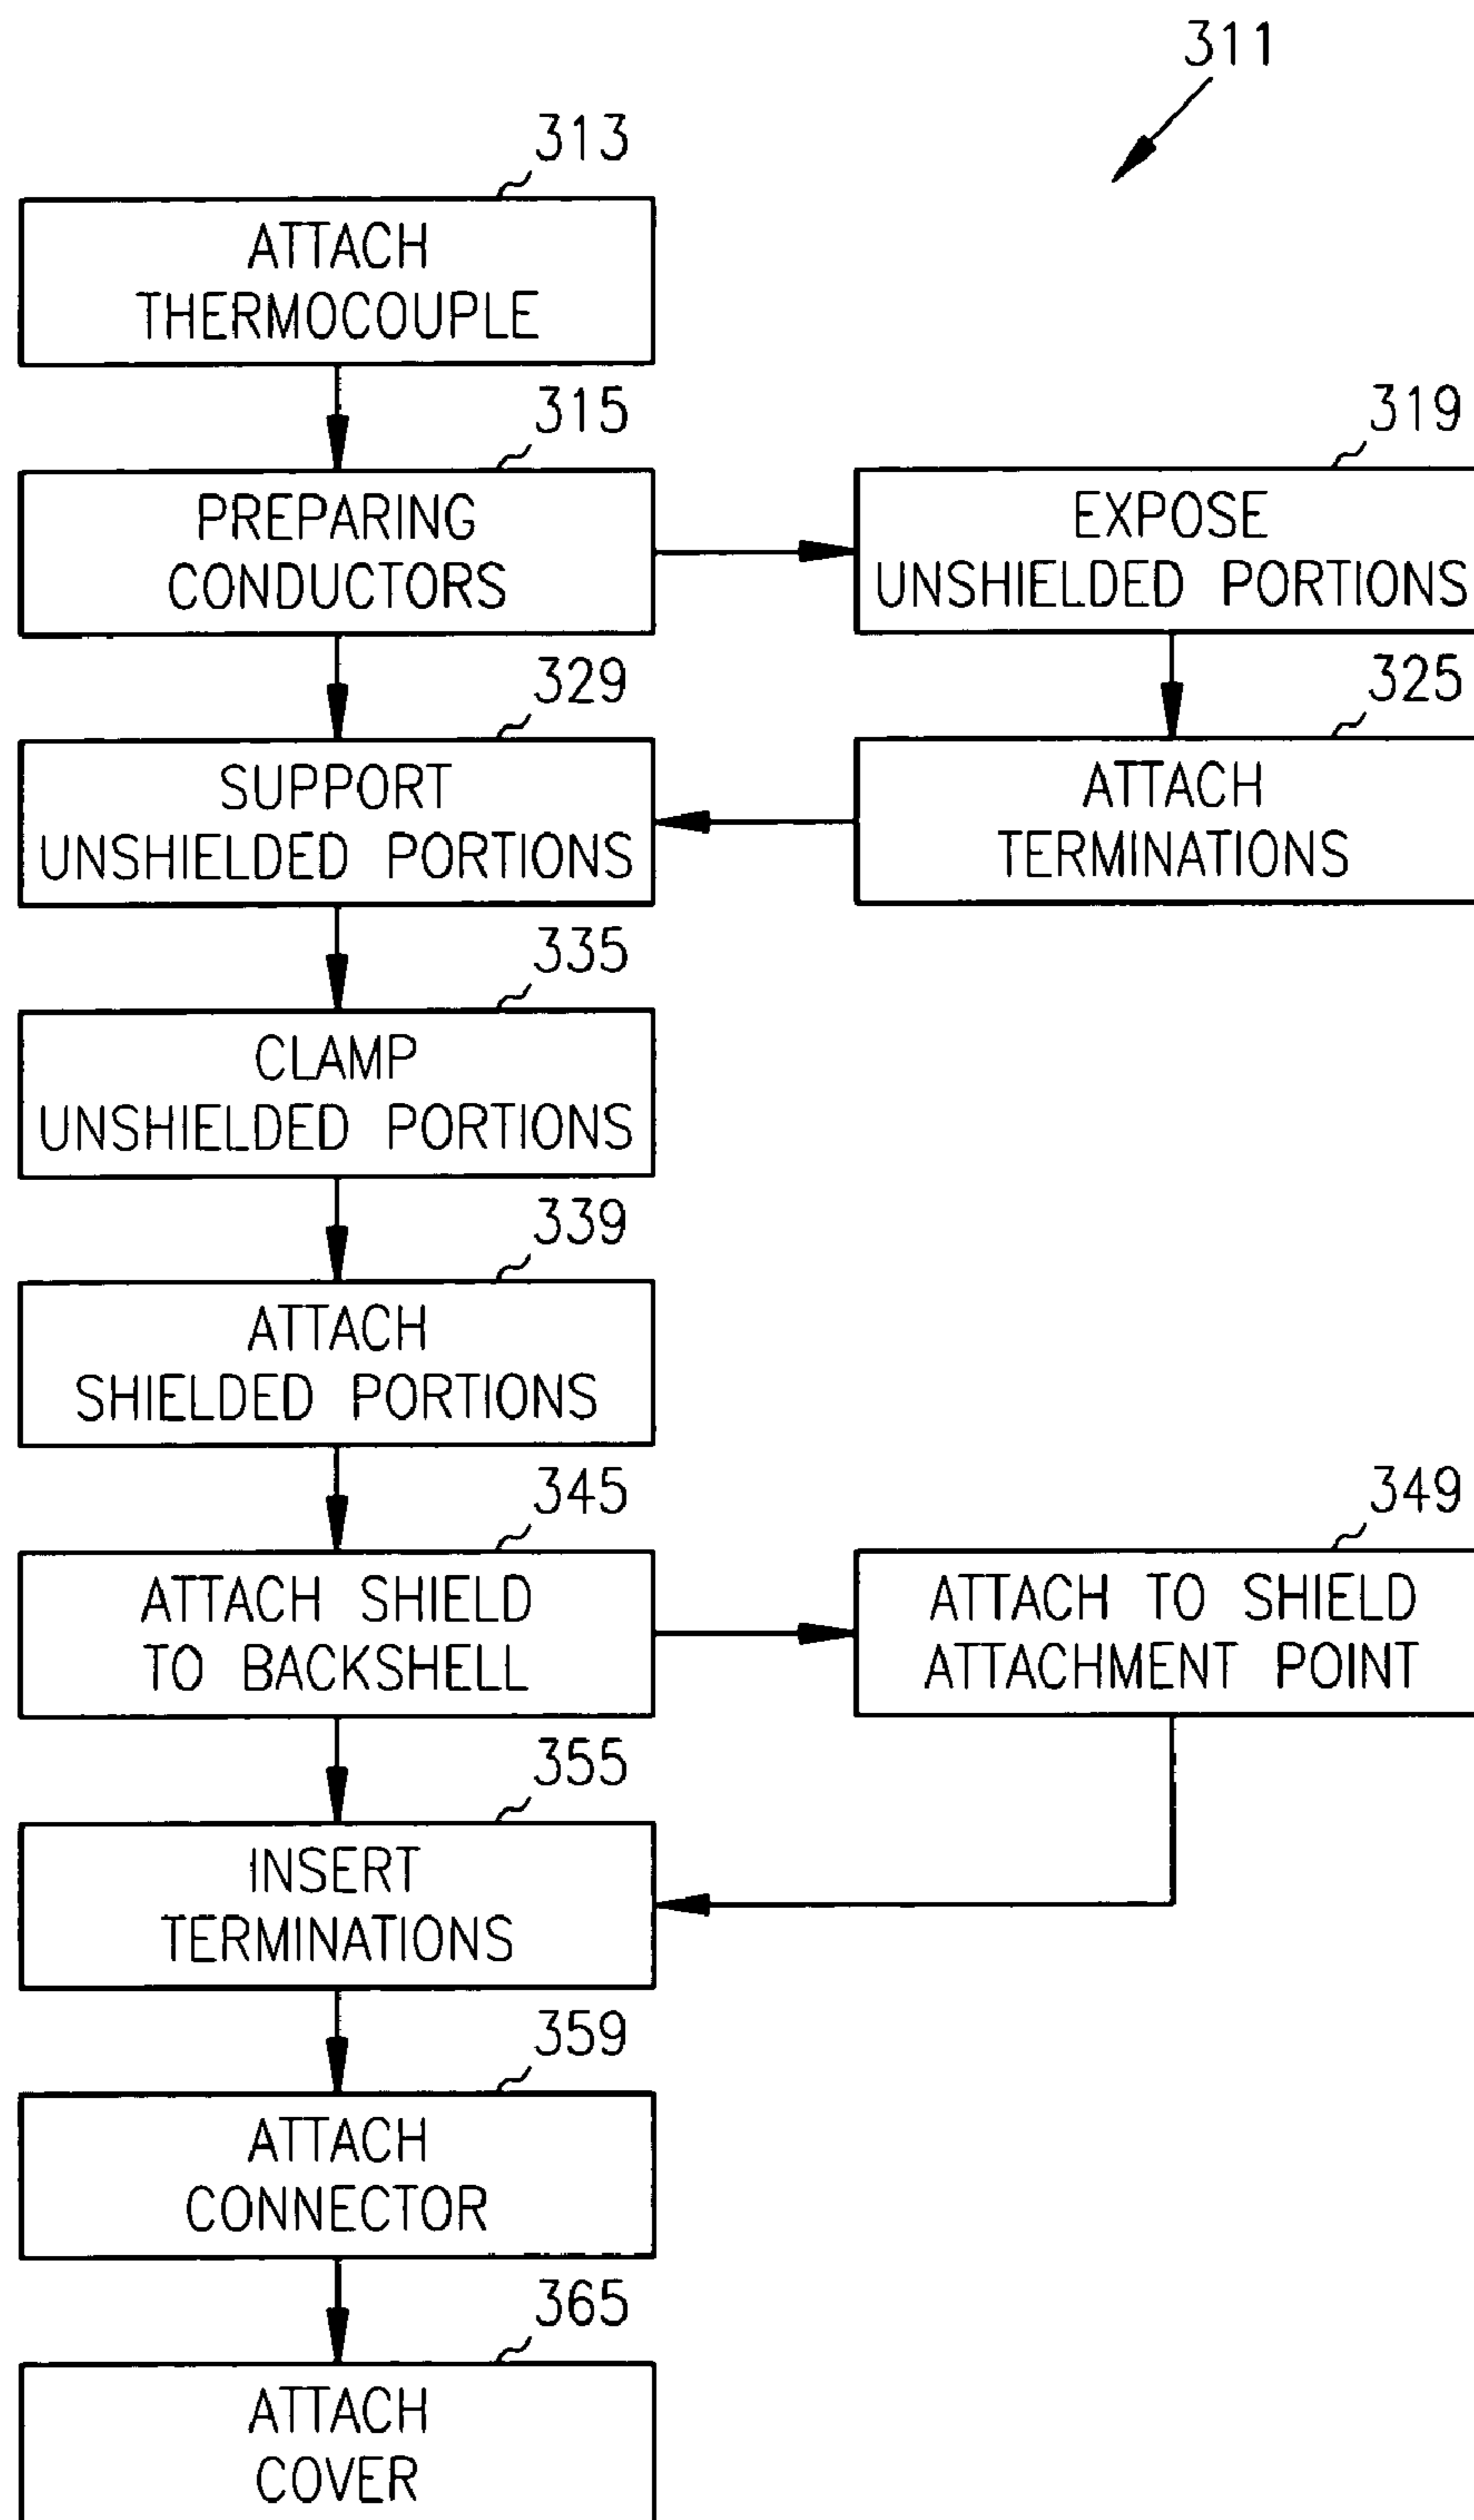 311
313
ATTACH
THERMOCOUPLE
315
PREPARING
CONDUCTORS
319
EXPOSE
UNSHIELDED PORTIONS
329
SUPPORT
UNSHIELDED PORTIONS
325
ATTACH
TERMINATIONS
335
CLAMP
UNSHIELDED PORTIONS
339
ATTACH
SHIELDED PORTIONS
345
ATTACH SHIELD
TO BACKSHELL
349
ATTACH TO SHIELD
ATTACHMENT POINT
355
INSERT
TERMINATIONS
359
ATTACH
CONNECTOR
365
ATTACH
COVER